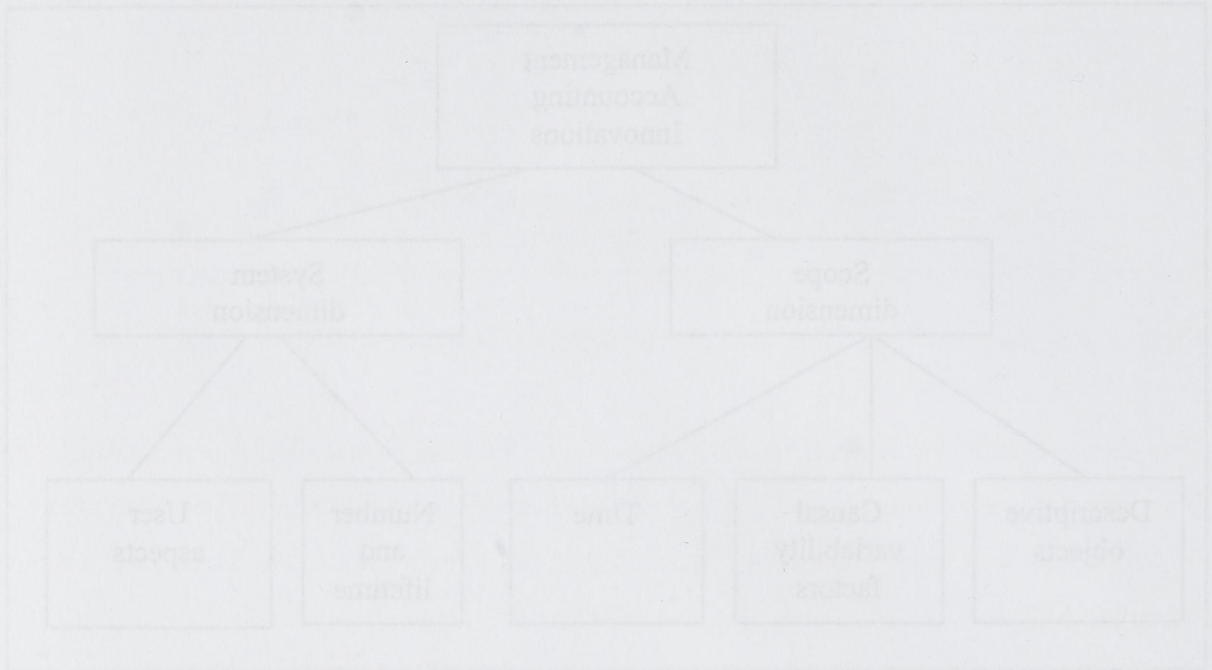 Management
Accounting
Innovations
System
dimension
Scope
dimension
User
aspects
Number
and
lifetime
Time
Causal
variability
factors
Descriptive
objects